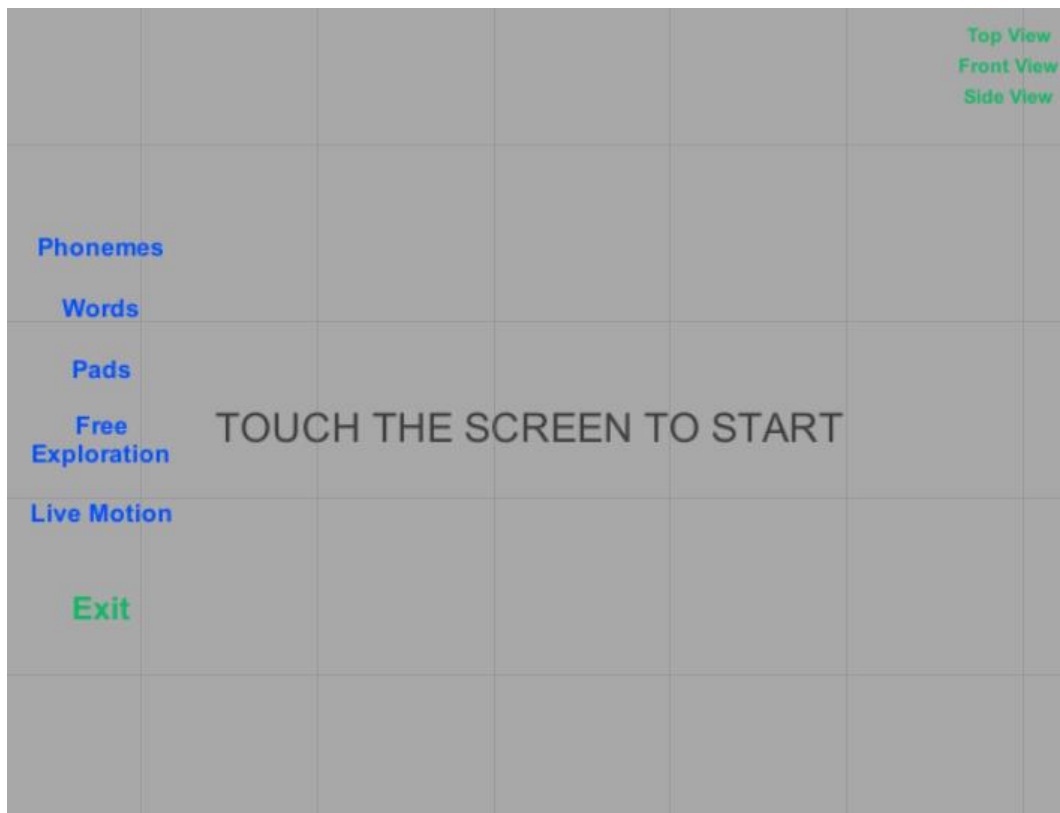 Top View
Front View
Side View
Phonemes
Words
Pads
Free
Exploration
TOUCH THE SCREEN TO START
Live Motion
Exit